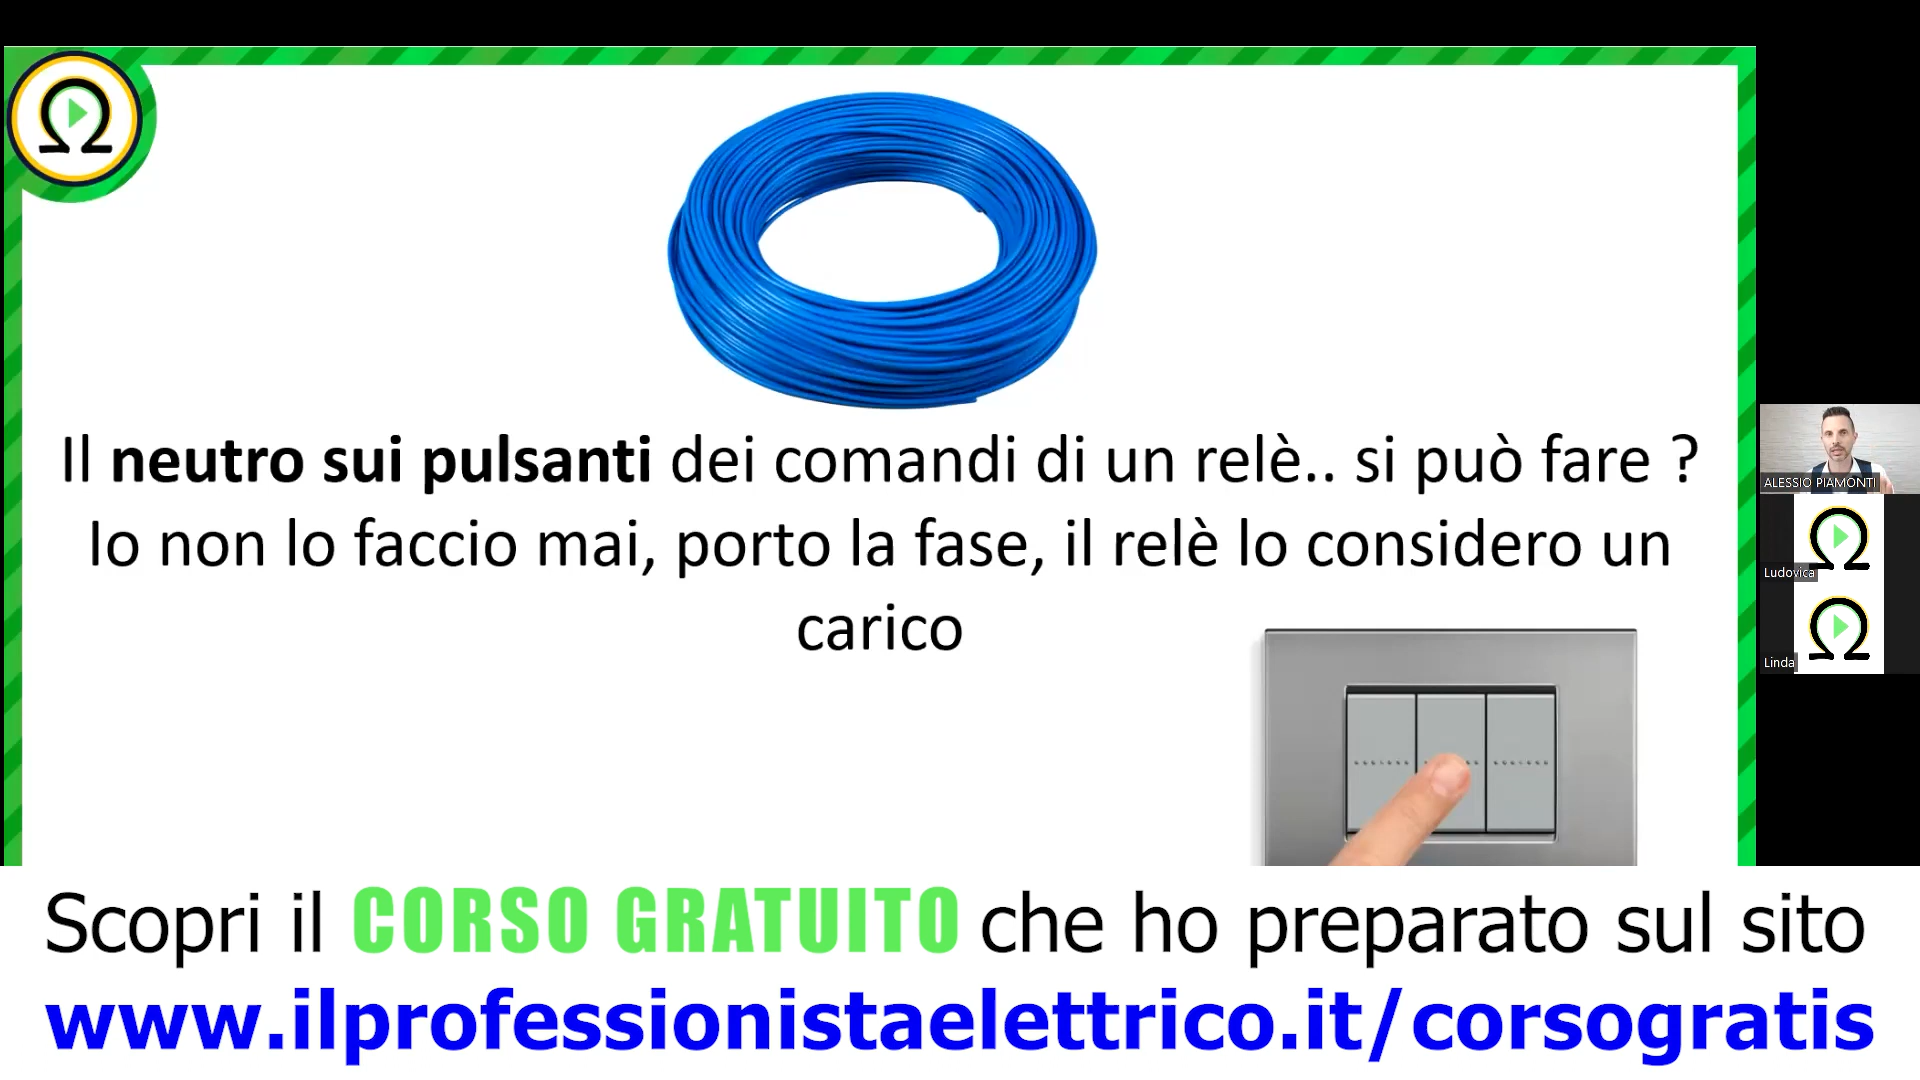 Il neutro sui pulsanti dei comandi di un relè.. si può fare ?
Io non lo faccio mai, porto la fase, il relè lo considero un
carico
ALESSIO PIAMONTI
Ludovica
Linda
Scopri il CORSO GRATUITO che ho preparato sul sito
www.ilprofessionistaelettrico.it/corsogratis